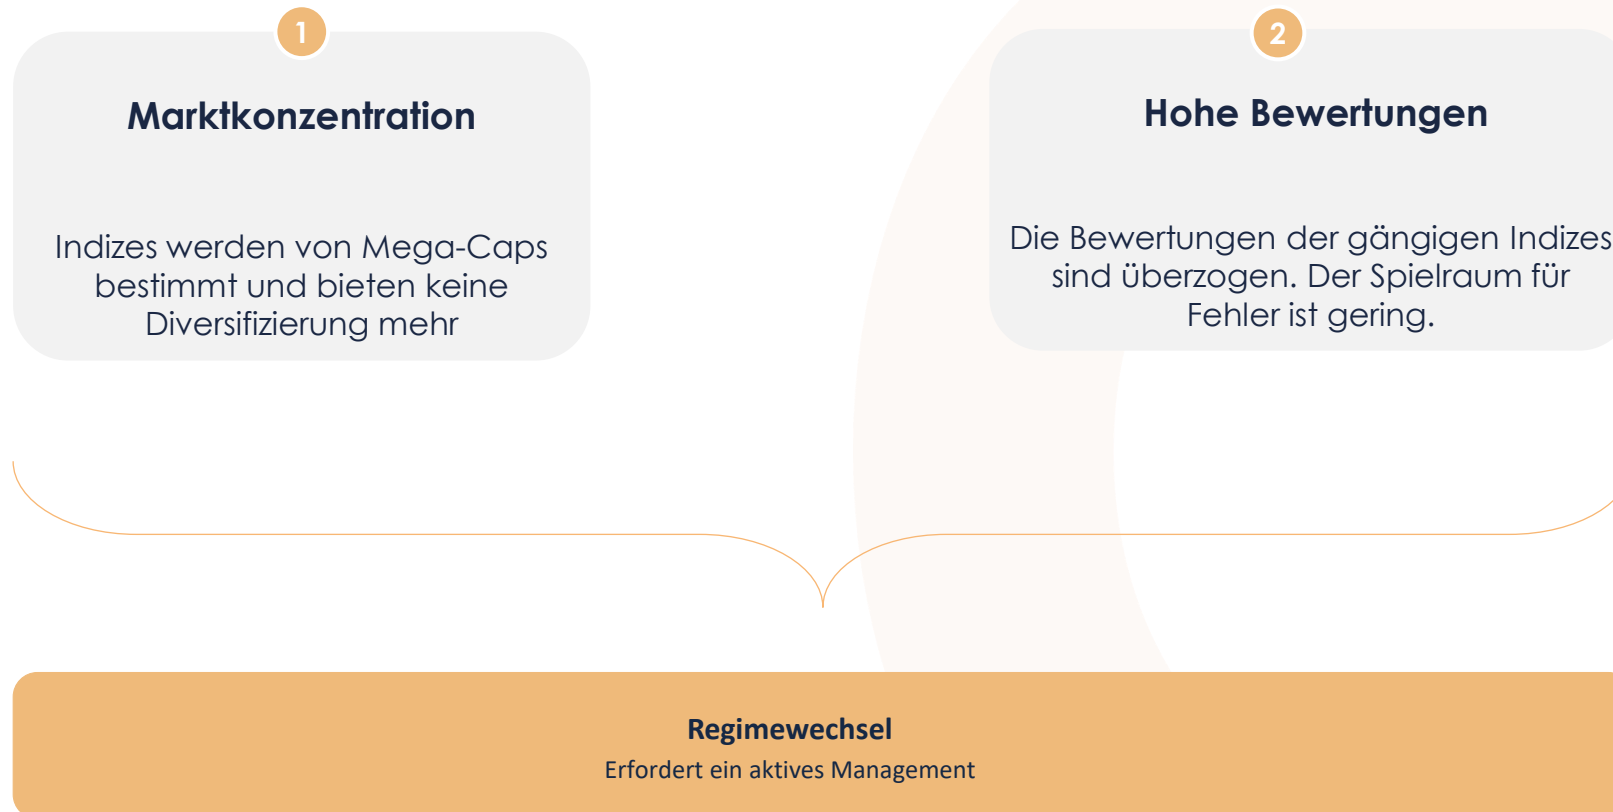 1
Marktkonzentration
Indizes werden von Mega-Caps
bestimmt und bieten keine
Diversifizierung mehr
2
Hohe Bewertungen
Die Bewertungen der gängigen Indizes
sind überzogen. Der Spielraum für
Fehler ist gering.
Regimewechsel
Erfordert ein aktives Management